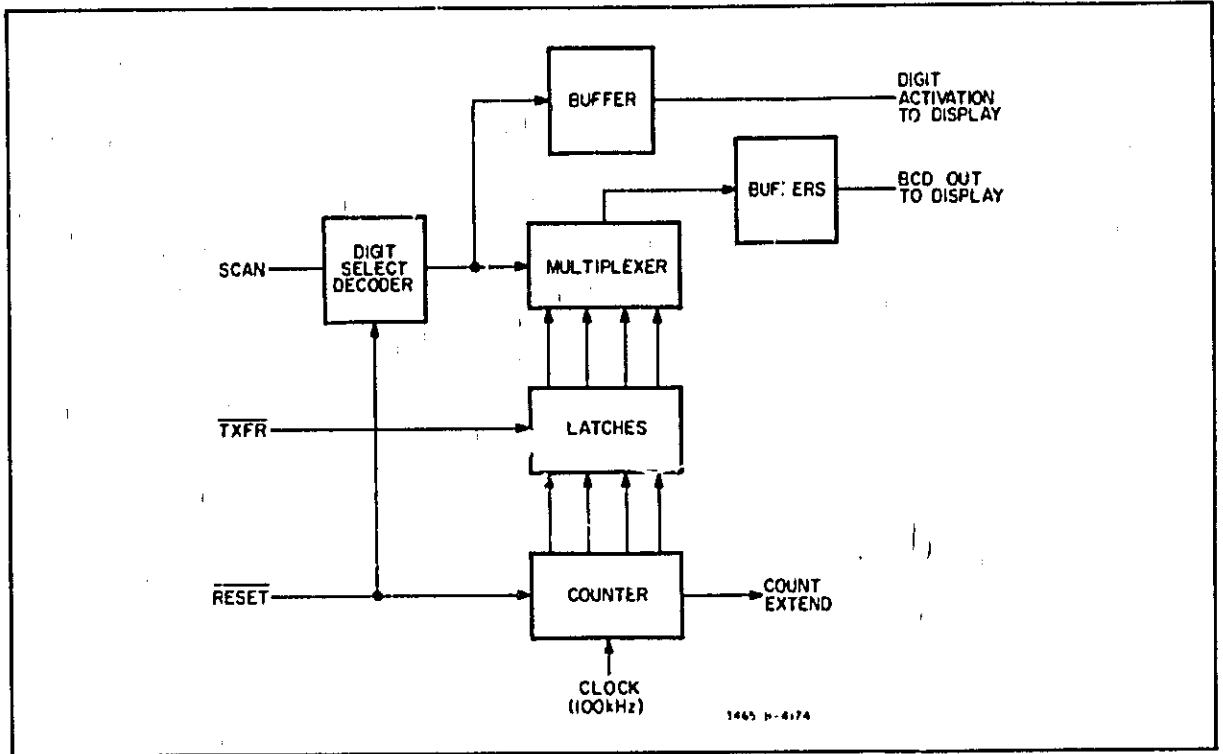 BUFFER
DIGIT
ACTIVATION
TO DISPLAY
BUFFERS
BCD OUT
TO DISPLAY
SCAN
DIGIT
SELECT
DECODER
MULTIPLEXER
TXFR
LATCHES
RESET
COUNTER
COUNT
EXTEND
CLOCK
(100kHz)